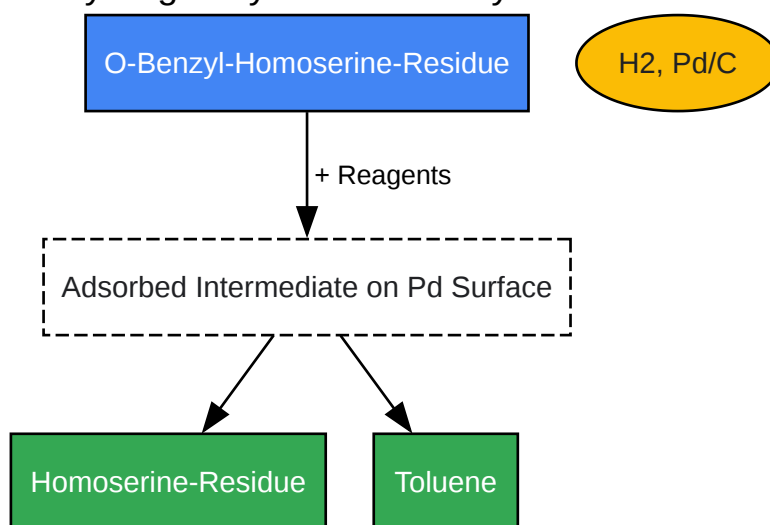 O-Benzyl-Homoserine-Residue
H2, Pd/C
+ Reagents
Adsorbed Intermediate on Pd Surface
Homoserine-Residue
Toluene